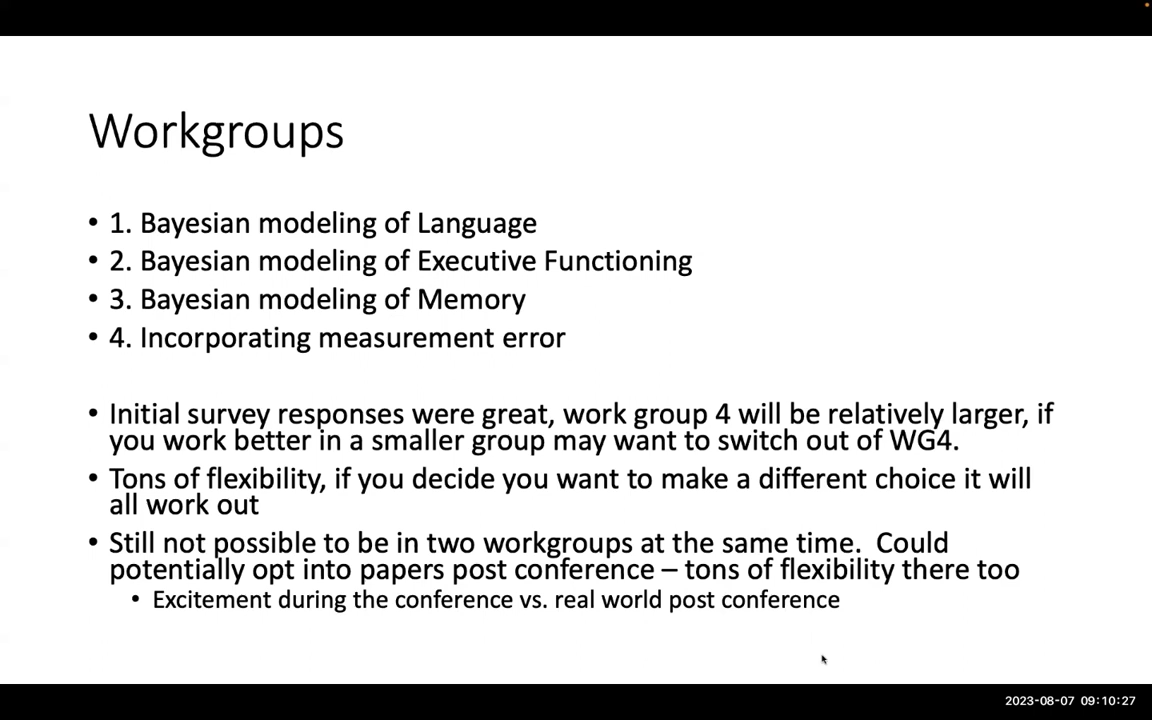 Workgroups
• 1. Bayesian modeling of Language
• 2. Bayesian modeling of Executive Functioning
• 3. Bayesian modeling of Memory
• 4. Incorporating measurement error
• Initial survey responses were great, work group 4 will be relatively larger, if
you work better in a smaller group may want to switch out of WG4.
• Tons of flexibility, if you decide you want to make a different choice it will
all work out
• Still not possible to be in two workgroups at the same time.  Could
potentially opt into papers post conference – tons of flexibility there too
• Excitement during the conference vs. real world post conference
2023-08-07 09:10:27